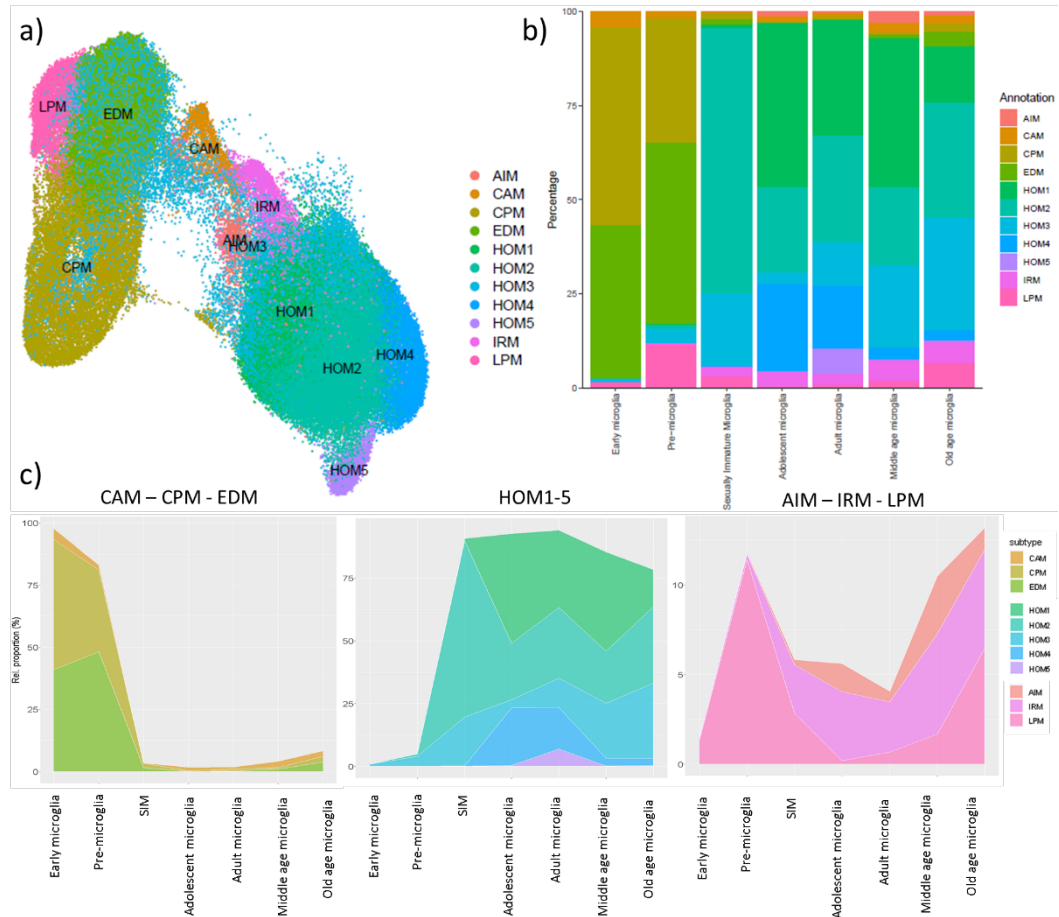 a)
LPM
EDM
CAM
IRM
AIM
HOM3
CPM
HOM1
HOM2
HOM4
HOM5
AIM
CAM
CPM
EDM
HOM1
HOM2
HOM3
HOM4
HOM5
IRM
LPM
b)
100
75
50
25
0
Percentage
Early microglia
Pre-microglia
Sexually Immature Microglia
Adolescent microglia
Adult microglia
Middle age microglia
Old age microglia
Annotation
AIM
CAM
CPM
EDM
HOM1
HOM2
HOM3
HOM4
HOM5
IRM
LPM
c)
CAM – CPM - EDM
HOM1-5
AIM – IRM - LPM
Rel. proportion (%)
100
75
50
25
0
75
50
25
0
10
5
0
subtype
CAM
CPM
EDM
HOM1
HOM2
HOM3
HOM4
HOM5
AIM
IRM
LPM
Early microglia
Pre-microglia
SIM
Adolescent microglia
Adult microglia
Middle age microglia
Old age microglia
Early microglia
Pre-microglia
SIM
Adolescent microglia
Adult microglia
Middle age microglia
Old age microglia
Early microglia
Pre-microglia
SIM
Adolescent microglia
Adult microglia
Middle age microglia
Old age microglia